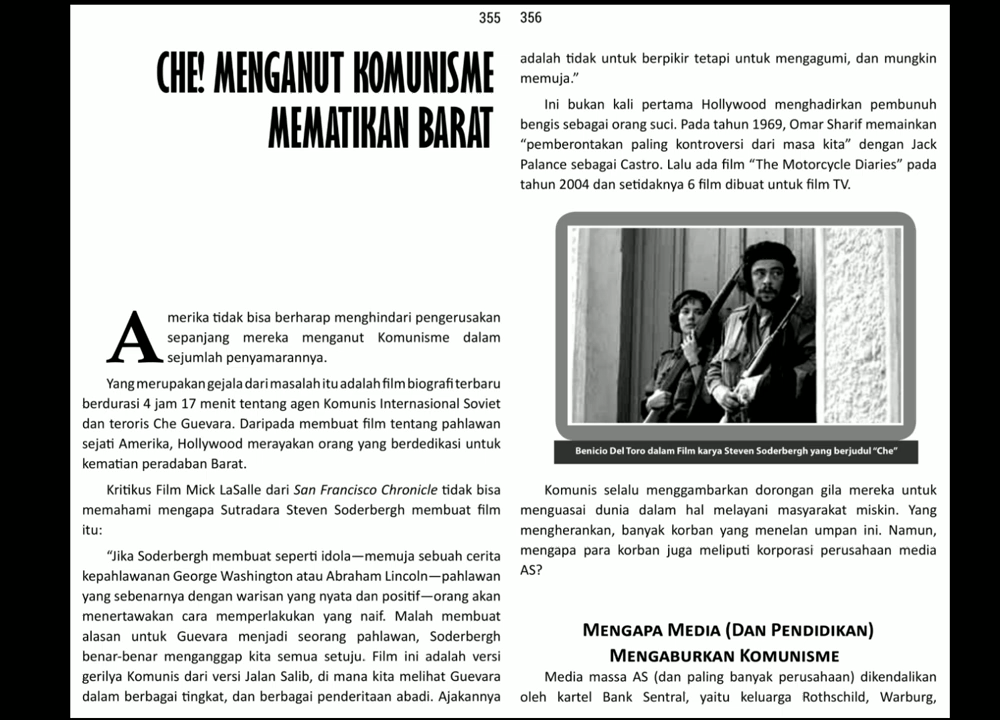 355
CHE! MENGANUT KOMUNISME
MEMATIKAN BARAT
Amerika tidak bisa berharap menghindari pengerusakan
sepanjang mereka menganut Komunisme dalam
sejumlah penyamarannya.
Yang merupakan gejala dari masalah itu adalah film biografi terbaru
berdurasi 4 jam 17 menit tentang agen Komunis Internasional Soviet
dan teroris Che Guevara. Daripada membuat film tentang pahlawan
sejati Amerika, Hollywood merayakan orang yang berdedikasi untuk
kematian peradaban Barat.
Kritikus Film Mick LaSalle dari San Francisco Chronicle tidak bisa
memahami mengapa Sutradara Steven Soderbergh membuat film
itu:
“Jika Soderbergh membuat seperti idola—memuja sebuah cerita
kepahlawanan George Washington atau Abraham Lincoln—pahlawan
yang sebenarnya dengan warisan yang nyata dan positif—orang akan
menertawakan cara memperlakukan yang naif. Malah membuat
alasan untuk Guevara menjadi seorang pahlawan, Soderbergh
benar-benar menganggap kita semua setuju. Film ini adalah versi
gerilya Komunis dari versi Jalan Salib, di mana kita melihat Guevara
dalam berbagai tingkat, dan berbagai penderitaan abadi. Ajakannya
356
adalah tidak untuk berpikir tetapi untuk mengagumi, dan mungkin
memuja.”
Ini bukan kali pertama Hollywood menghadirkan pembunuh
bengis sebagai orang suci. Pada tahun 1969, Omar Sharif memainkan
“pemberontakan paling kontroversi dari masa kita” dengan Jack
Palance sebagai Castro. Lalu ada film “The Motorcycle Diaries” pada
tahun 2004 dan setidaknya 6 film dibuat untuk film TV.
Benicio Del Toro dalam Film karya Steven Soderbergh yang berjudul “Che”
Komunis selalu menggambarkan dorongan gila mereka untuk
menguasai dunia dalam hal melayani masyarakat miskin. Yang
mengherankan, banyak korban yang menelan umpan ini. Namun,
mengapa para korban juga meliputi korporasi perusahaan media
AS?
MENGAPA MEDIA (DAN PENDIDIKAN)
MENGABURKAN KOMUNISME
Media massa AS (dan paling banyak perusahaan) dikendalikan
oleh kartel Bank Sentral, yaitu keluarga Rothschild, Warburg,